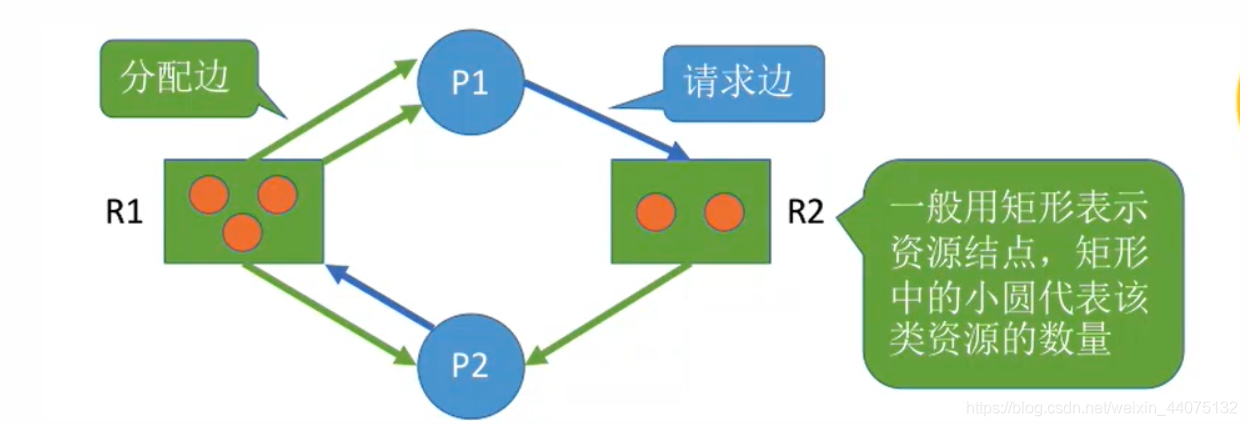 分配边
P1
请求边
R1
R2
一般用矩形表示
资源结点，矩形
中的小圆代表该
类资源的数量
P2
https://blog.csdn.net/weixin_44075132